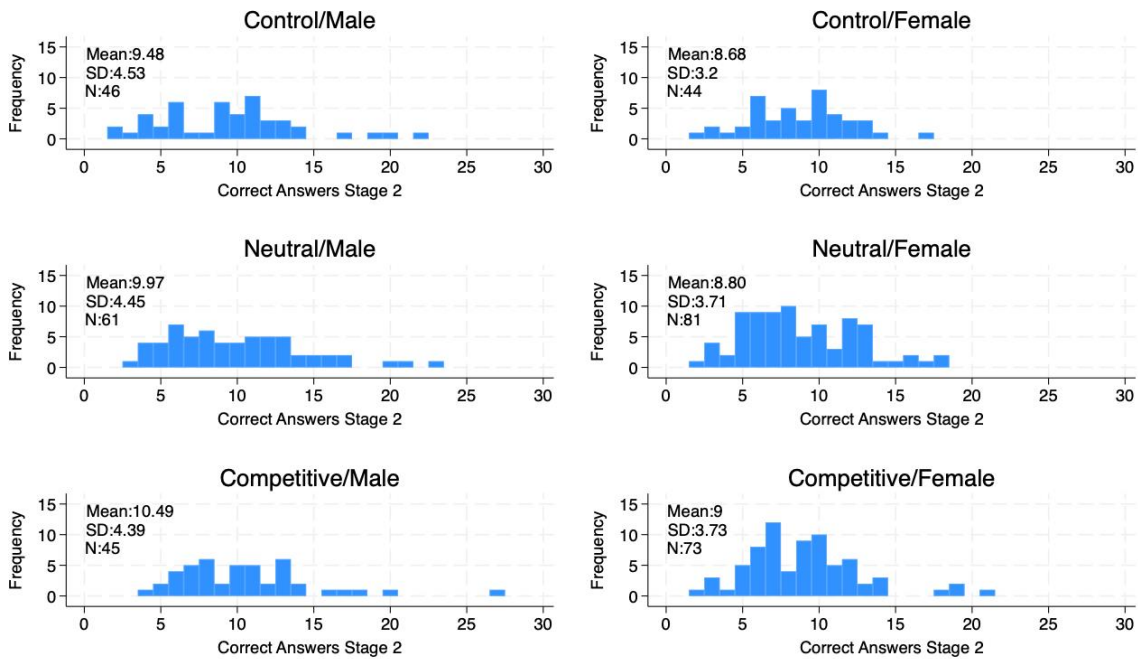 Control/Male
Mean:9.48
SD:4.53
N:46
Frequency
15
10
5
0
0 5 10 15 20 25 30
Correct Answers Stage 2
Control/Female
Mean:8.68
SD:3.2
N:44
Frequency
15
10
5
0
0 5 10 15 20 25 30
Correct Answers Stage 2
Neutral/Male
Mean:9.97
SD:4.45
N:61
Frequency
15
10
5
0
0 5 10 15 20 25 30
Correct Answers Stage 2
Neutral/Female
Mean:8.80
SD:3.71
N:81
Frequency
15
10
5
0
0 5 10 15 20 25 30
Correct Answers Stage 2
Competitive/Male
Mean:10.49
SD:4.39
N:45
Frequency
15
10
5
0
0 5 10 15 20 25 30
Correct Answers Stage 2
Competitive/Female
Mean:9
SD:3.73
N:73
Frequency
15
10
5
0
0 5 10 15 20 25 30
Correct Answers Stage 2